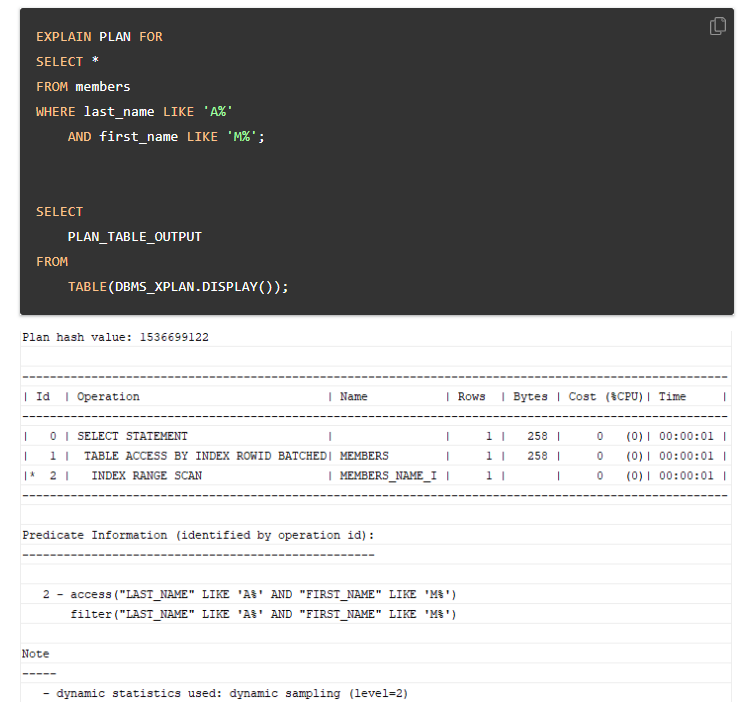 EXPLAIN PLAN FOR
SELECT *
FROM members
WHERE last_name LIKE 'A%'
    AND first_name LIKE 'M%';
SELECT
    PLAN_TABLE_OUTPUT
FROM
    TABLE(DBMS_XPLAN.DISPLAY());
Plan hash value: 1536699122
------------------------------------------------------------------------------------------------------
| Id  | Operation                           | Name           | Rows  | Bytes | Cost (%CPU)| Time     |
------------------------------------------------------------------------------------------------------
|   0 | SELECT STATEMENT                    |                |     1 |   258 |     0   (0)| 00:00:01 |
|   1 |  TABLE ACCESS BY INDEX ROWID BATCHED| MEMBERS        |     1 |   258 |     0   (0)| 00:00:01 |
|*  2 |   INDEX RANGE SCAN                  | MEMBERS_NAME_I |     1 |       |     0   (0)| 00:00:01 |
------------------------------------------------------------------------------------------------------
Predicate Information (identified by operation id):
---------------------------------------------------
   2 - access("LAST_NAME" LIKE 'A%' AND "FIRST_NAME" LIKE 'M%')
       filter("LAST_NAME" LIKE 'A%' AND "FIRST_NAME" LIKE 'M%')
Note
-----
   - dynamic statistics used: dynamic sampling (level=2)